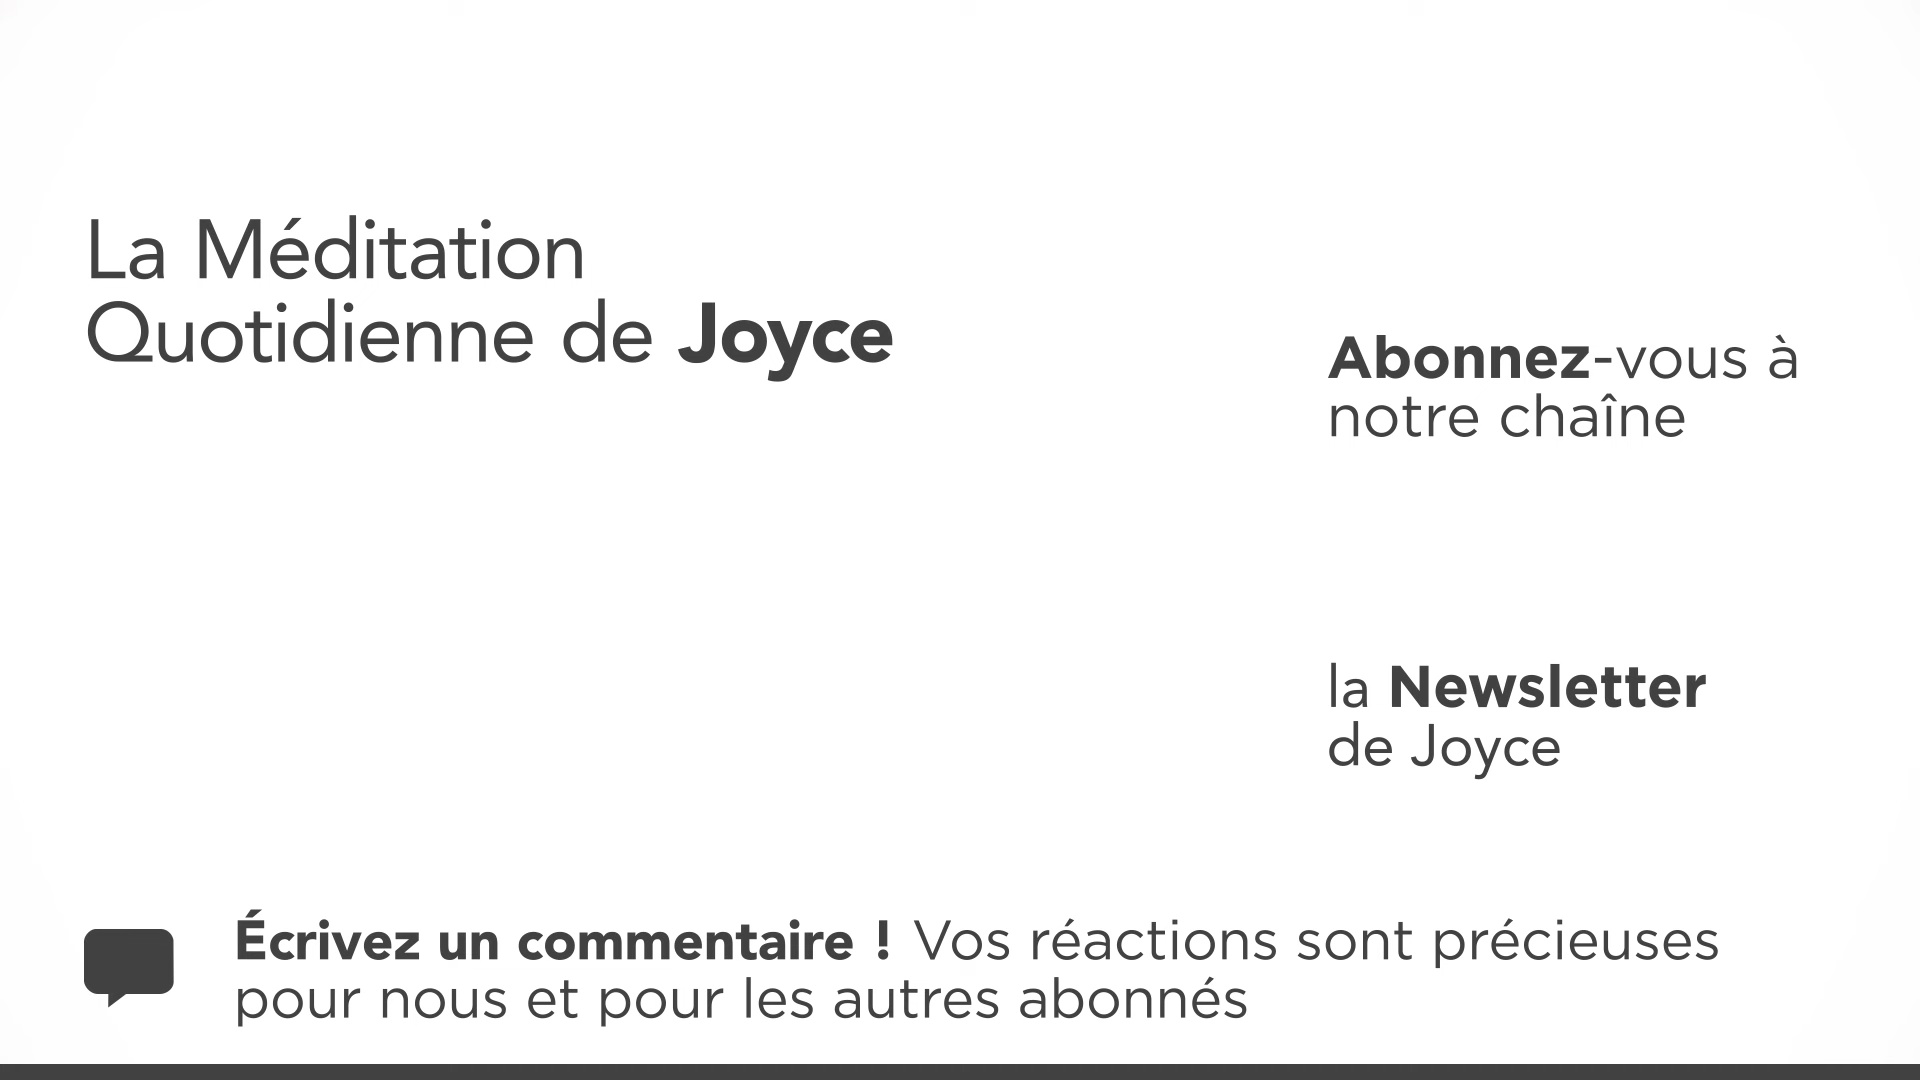 La Méditation
Quotidienne de Joyce
Abonnez-vous à
notre chaîne
la Newsletter
de Joyce
Écrivez un commentaire ! Vos réactions sont précieuses
pour nous et pour les autres abonnés